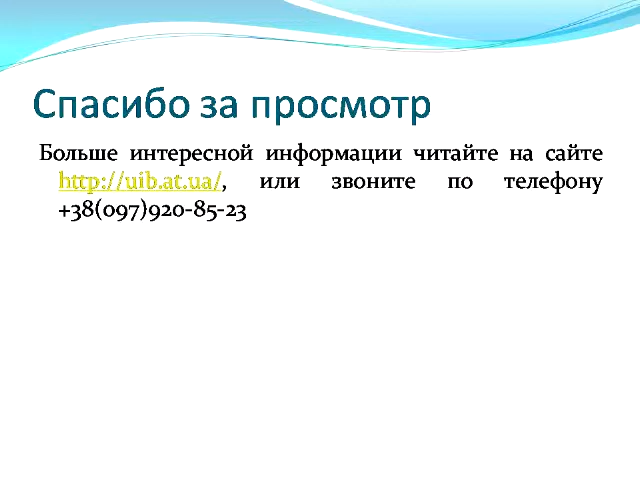 Спасибо за просмотр
Больше интересной информации читайте на сайте
http://uib.at.ua/, или звоните по телефону
+38(097)920-85-23